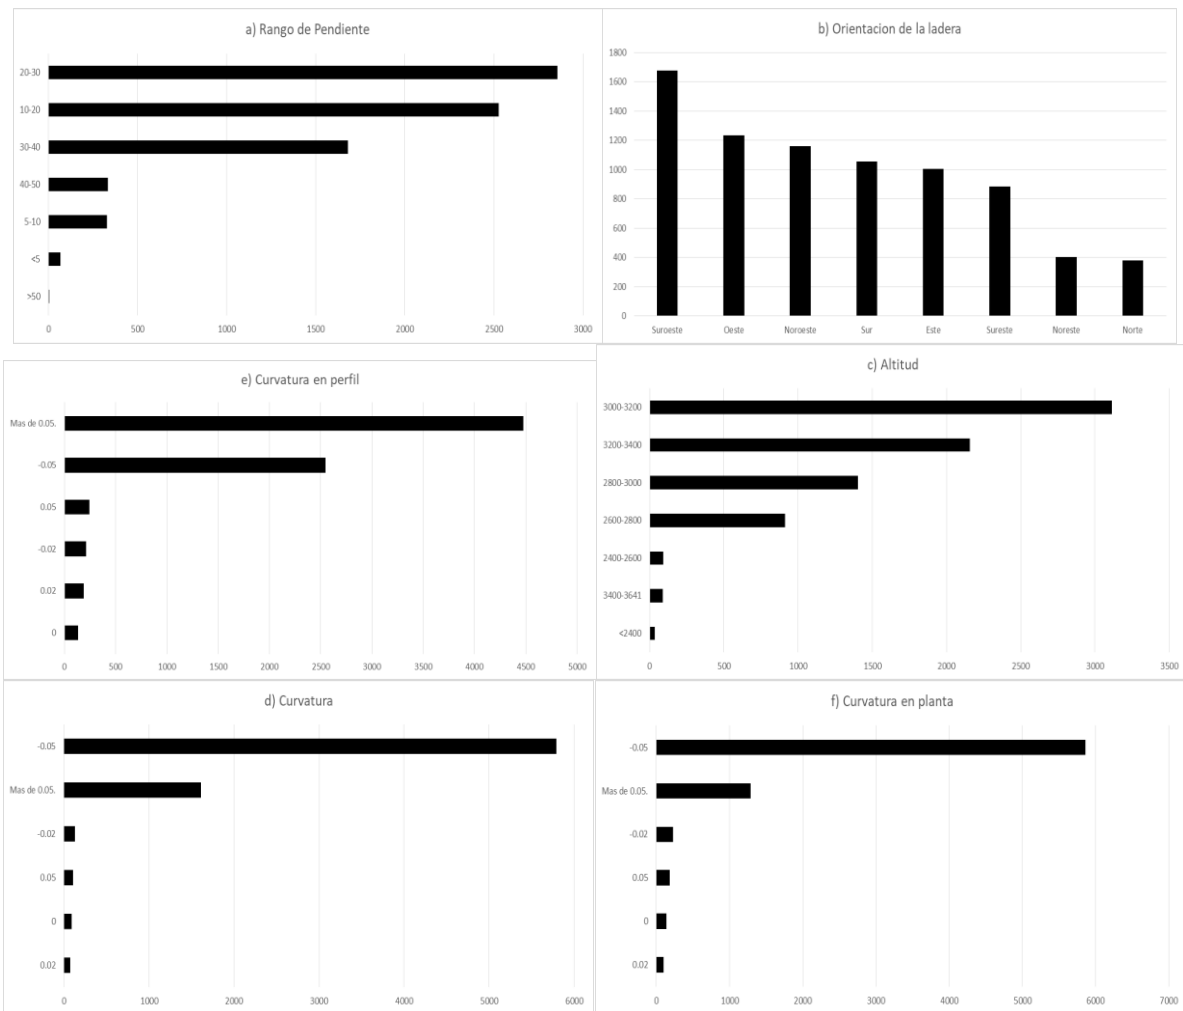 a) Rango de Pendiente
20-30
10-20
30-40
40-50
5-10
<5
>50
0 500 1000 1500 2000 2500 3000
b) Orientacion de la ladera
1800
1600
1400
1200
1000
800
600
400
200
0
Suroeste Oeste Noroeste Sur Este Sureste Noreste Norte
e) Curvatura en perfil
Mas de 0.05.
-0.05
0.05
-0.02
0.02
0
0 500 1000 1500 2000 2500 3000 3500 4000 4500 5000
c) Altitud
3000-3200
3200-3400
2800-3000
2600-2800
2400-2600
3400-3641
<2400
0 500 1000 1500 2000 2500 3000 3500
d) Curvatura
-0.05
Mas de 0.05.
-0.02
0.05
0
0.02
0 1000 2000 3000 4000 5000 6000
f) Curvatura en planta
-0.05
Mas de 0.05.
-0.02
0.05
0
0.02
0 1000 2000 3000 4000 5000 6000 7000